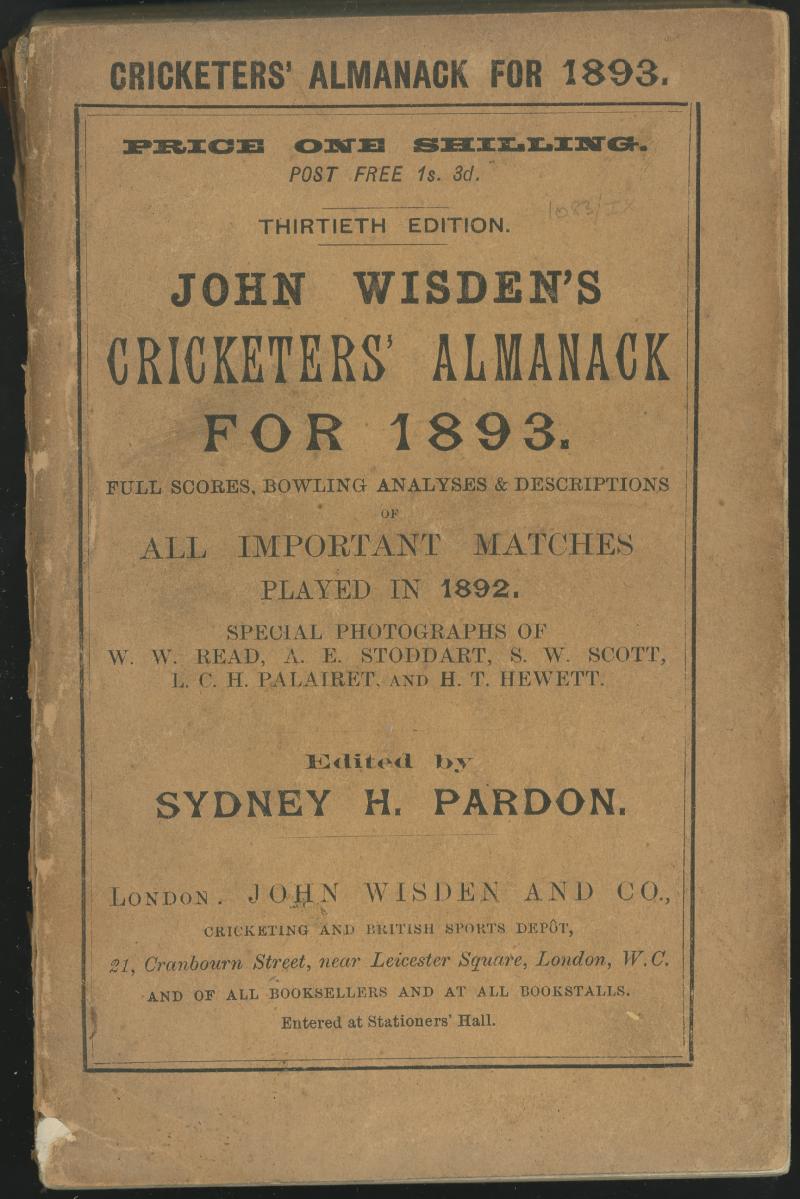 CRICKETERS' ALMANACK FOR 1893.
PRICE ONE SHILLING.
POST FREE 1s. 3d.
1083/IX
THIRTIETH EDITION.
JOHN WISDEN'S
CRICKETERS' ALMANACK
FOR 1893.
FULL SCORES, BOWLING ANALYSES & DESCRIPTIONS
OF
ALL IMPORTANT MATCHES
PLAYED IN 1892.
SPECIAL PHOTOGRAPHS OF
W. W. READ, A. E. STODDART, S. W. SCOTT,
L. C. H. PALAIRET, AND H. T. HEWETT.
Edited by
SYDNEY H. PARDON.
LONDON. JOHN WISDEN AND CO.,
CRICKETING AND BRITISH SPORTS DEPÔT,
21, Cranbourn Street, near Leicester Square, London, W.C.
AND OF ALL BOOKSELLERS AND AT ALL BOOKSTALLS.
Entered at Stationers' Hall.